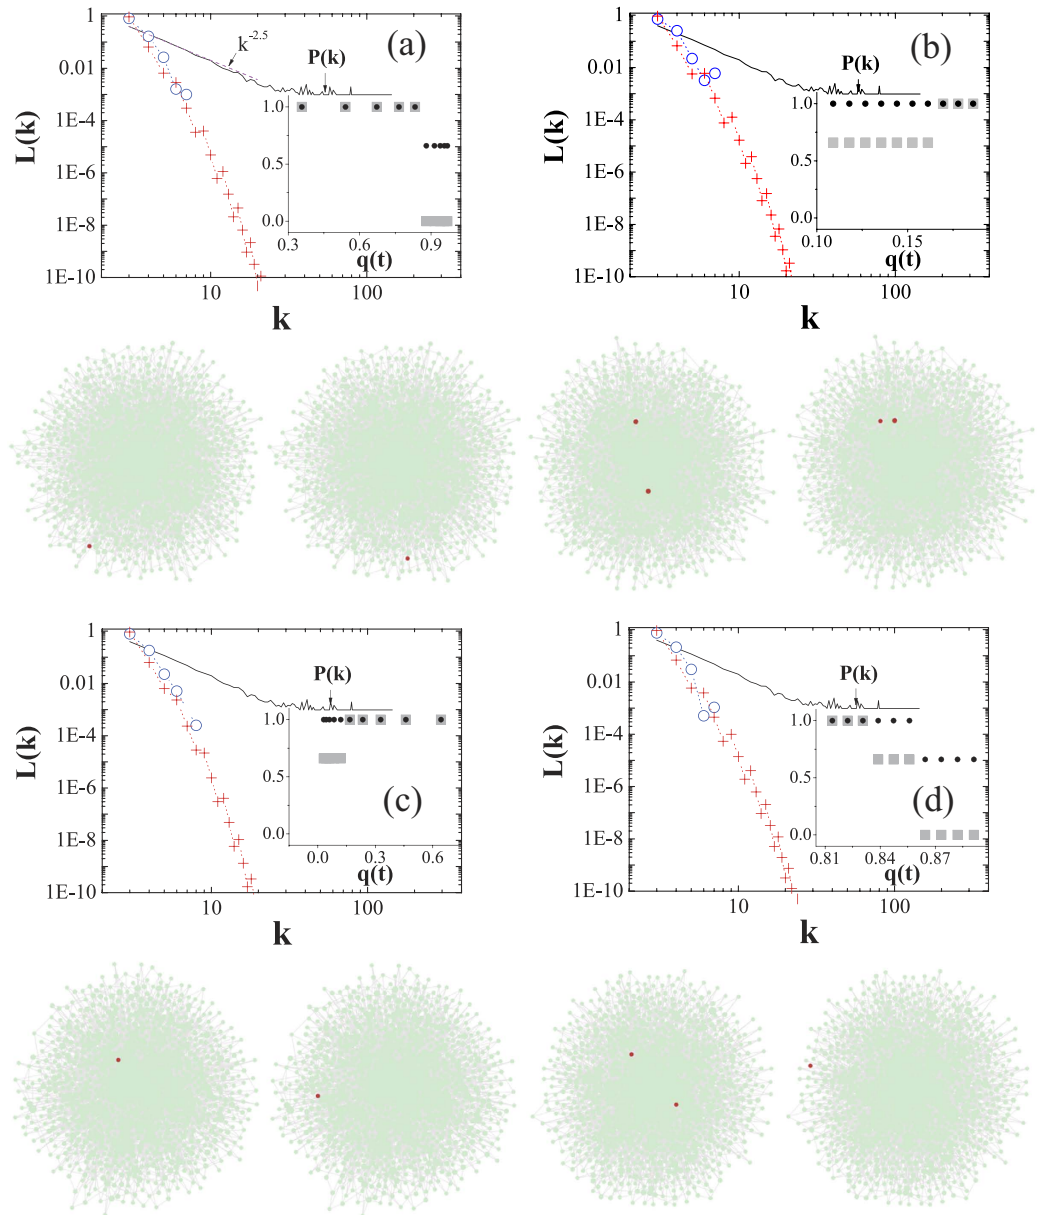 1
0.01
1E-4
1E-6
1E-8
1E-10
L(k)
k^-2.5
(a)
P(k)
1.0
0.5
0.0
0.3 0.6 0.9
q(t)
10 100
k
1
0.01
1E-4
1E-6
1E-8
1E-10
L(k)
(b)
P(k)
1.0
0.5
0.0
0.10 0.15
q(t)
10 100
k
1
0.01
1E-4
1E-6
1E-8
1E-10
L(k)
P(k)
1.0
0.5
0.0
(c)
0.0 0.3 0.6
q(t)
10 100
k
1
0.01
1E-4
1E-6
1E-8
1E-10
L(k)
P(k)
1.0
0.5
0.0
(d)
0.81 0.84 0.87
q(t)
10 100
k